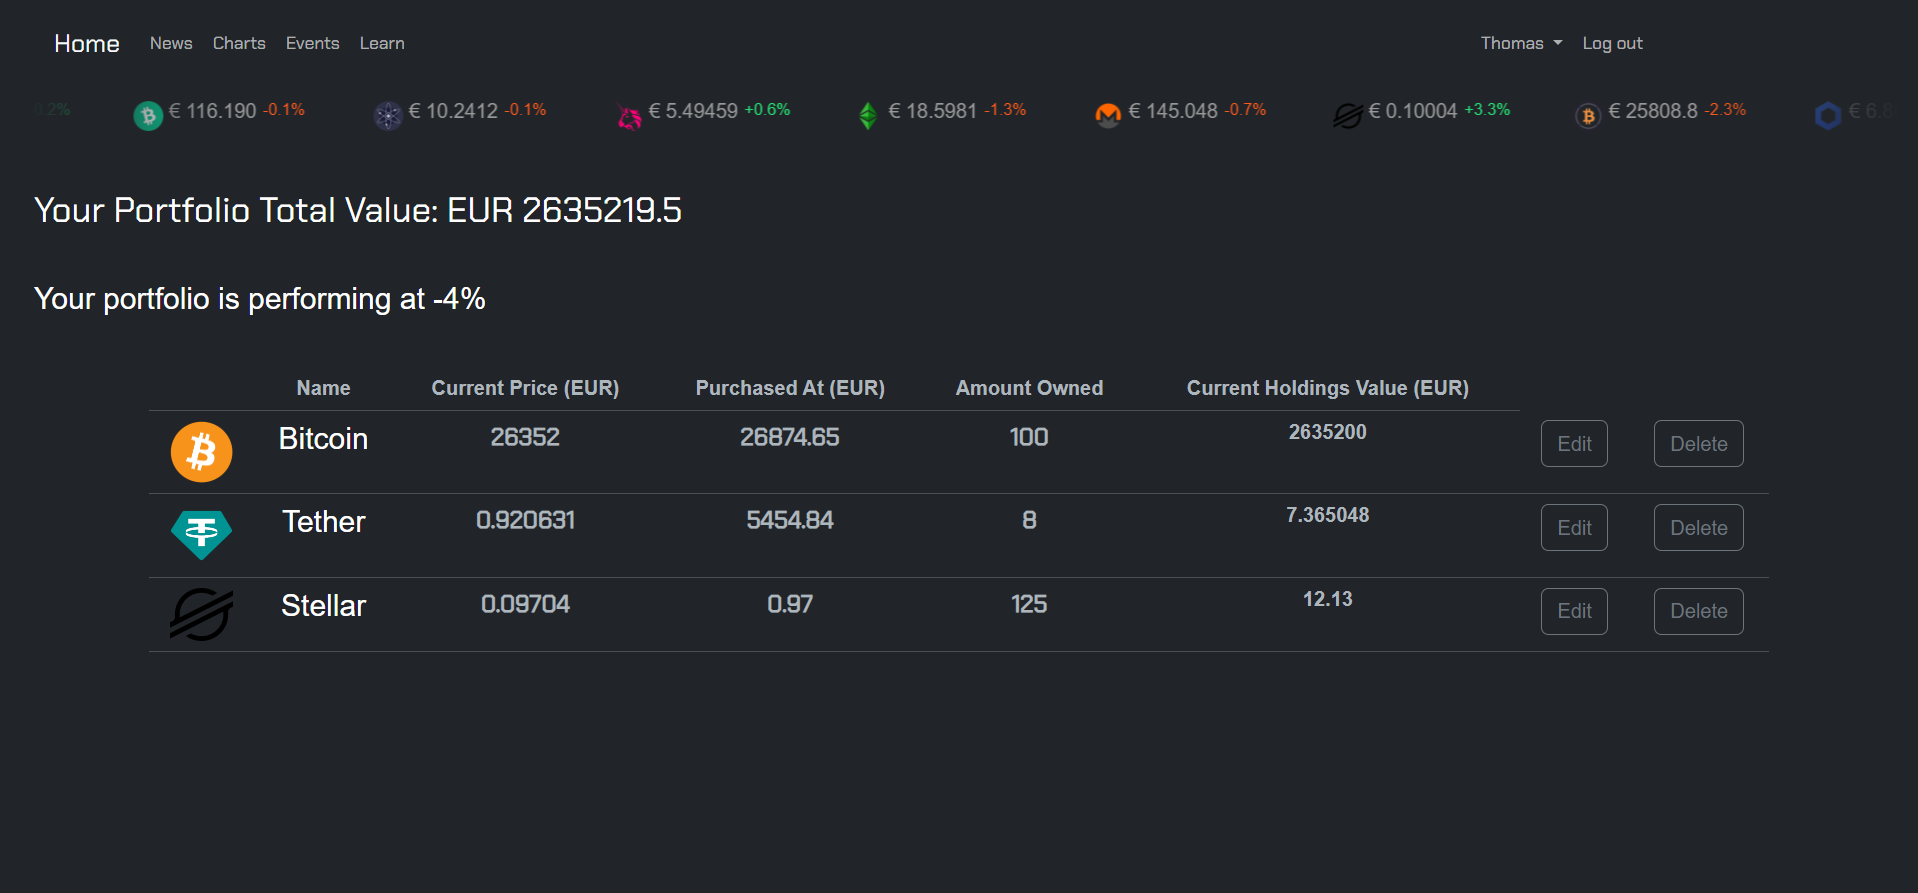 Home News Charts Events Learn Thomas Log out
0.2% € 116.190 -0.1% € 10.2412 -0.1% € 5.49459 +0.6% € 18.5981 -1.3% € 145.048 -0.7% € 0.10004 +3.3% € 25808.8 -2.3% €
Your Portfolio Total Value: EUR 2635219.5
Your portfolio is performing at -4%
Name Current Price (EUR) Purchased At (EUR) Amount Owned Current Holdings Value (EUR)
Bitcoin 26352 26874.65 100 2635200 Edit Delete
Tether 0.920631 5454.84 8 7.365048 Edit Delete
Stellar 0.09704 0.97 125 12.13 Edit Delete